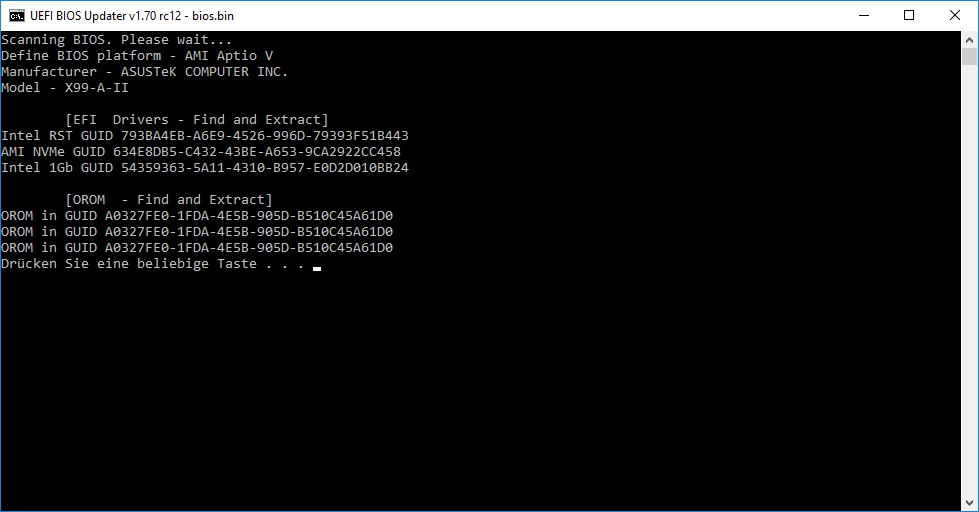 UEFI BIOS Updater v1.70 rc12 - bios.bin
Scanning BIOS. Please wait...
Define BIOS platform - AMI Aptio V
Manufacturer - ASUSTeK COMPUTER INC.
Model - X99-A-II
[EFI  Drivers - Find and Extract]
Intel RST GUID 793BA4EB-A6E9-4526-996D-79393F51B443
AMI NVMe GUID 634E8DB5-C432-43BE-A653-9CA2922CC458
Intel 1Gb GUID 54359363-5A11-4310-B957-E0D2D010BB24
[OROM  - Find and Extract]
OROM in GUID A0327FE0-1FDA-4E5B-905D-B510C45A61D0
OROM in GUID A0327FE0-1FDA-4E5B-905D-B510C45A61D0
OROM in GUID A0327FE0-1FDA-4E5B-905D-B510C45A61D0
Drücken Sie eine beliebige Taste . . .